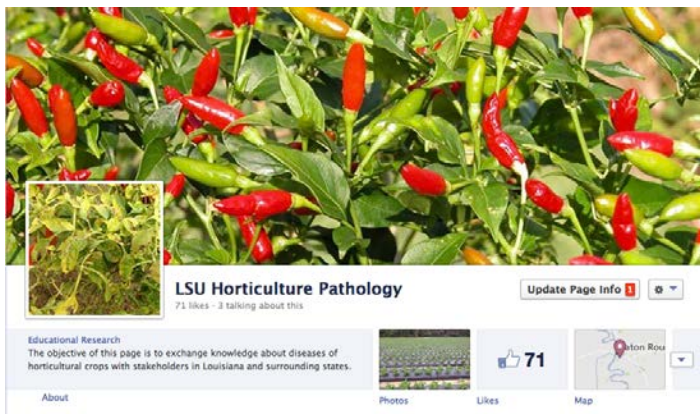 LSU Horticulture Pathology
71 likes · 3 talking about this
Update Page Info 1
Educational Research
The objective of this page is to exchange knowledge about diseases of
horticultural crops with stakeholders in Louisiana and surrounding states.
About
Photos
71
Likes
aton Rou
Map